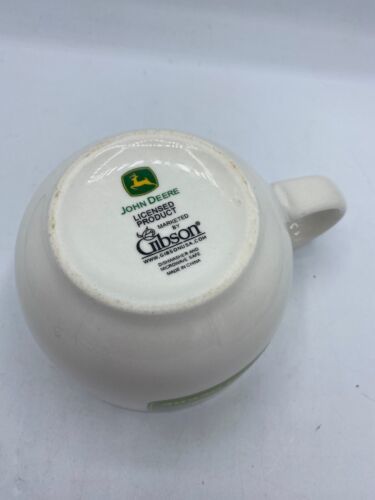 JOHN DEERE
LICENSED
PRODUCT
MARKETED
BY
Gibson®
WWW.GIBSONUSA.COM
DISHWASHER AND
MICROWAVE SAFE
MADE IN CHINA